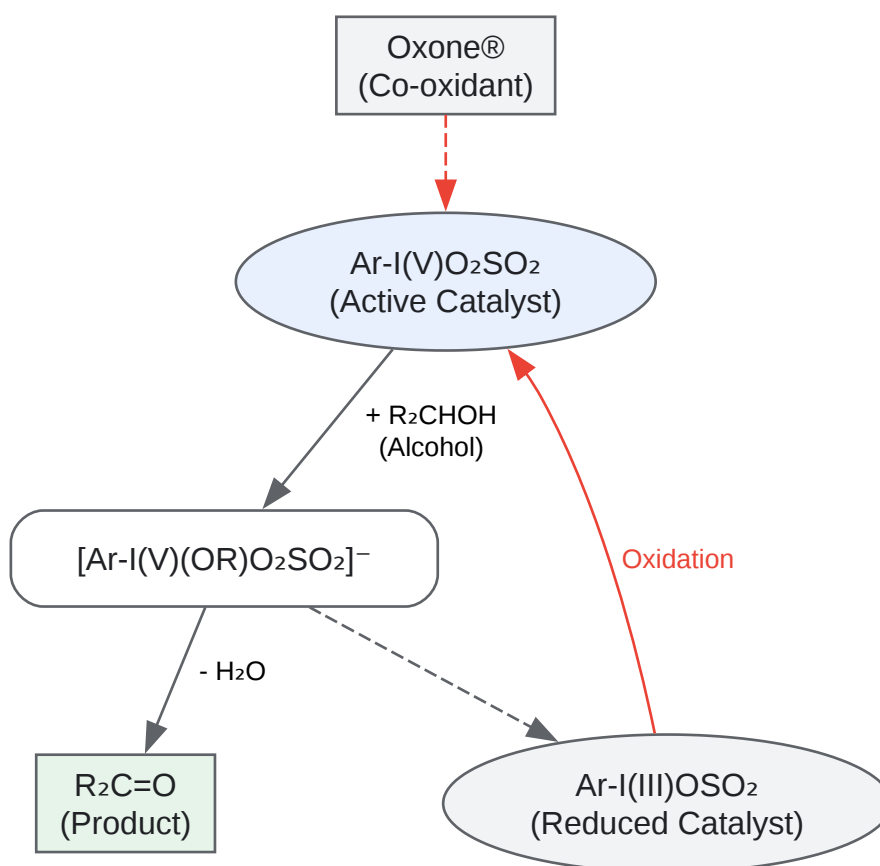 Oxone®
(Co-oxidant)
Ar-I(V)O₂SO₂
(Active Catalyst)
+ R₂CHOH
(Alcohol)
[Ar-I(V)(OR)O₂SO₂]⁻
Oxidation
- H₂O
R₂C=O
(Product)
Ar-I(III)OSO₂
(Reduced Catalyst)